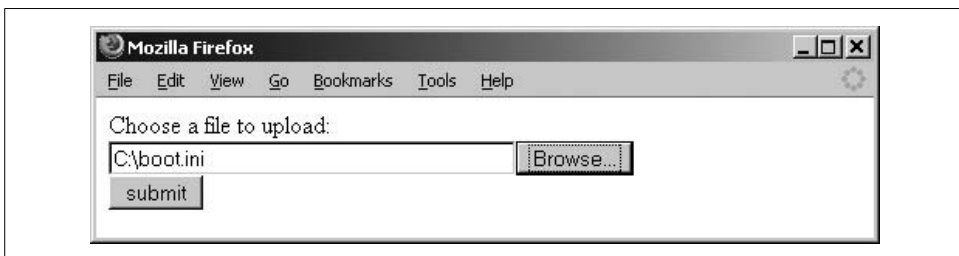 Mozilla Firefox
File Edit View Go Bookmarks Tools Help
Choose a file to upload:
C:\boot.ini Browse...
submit